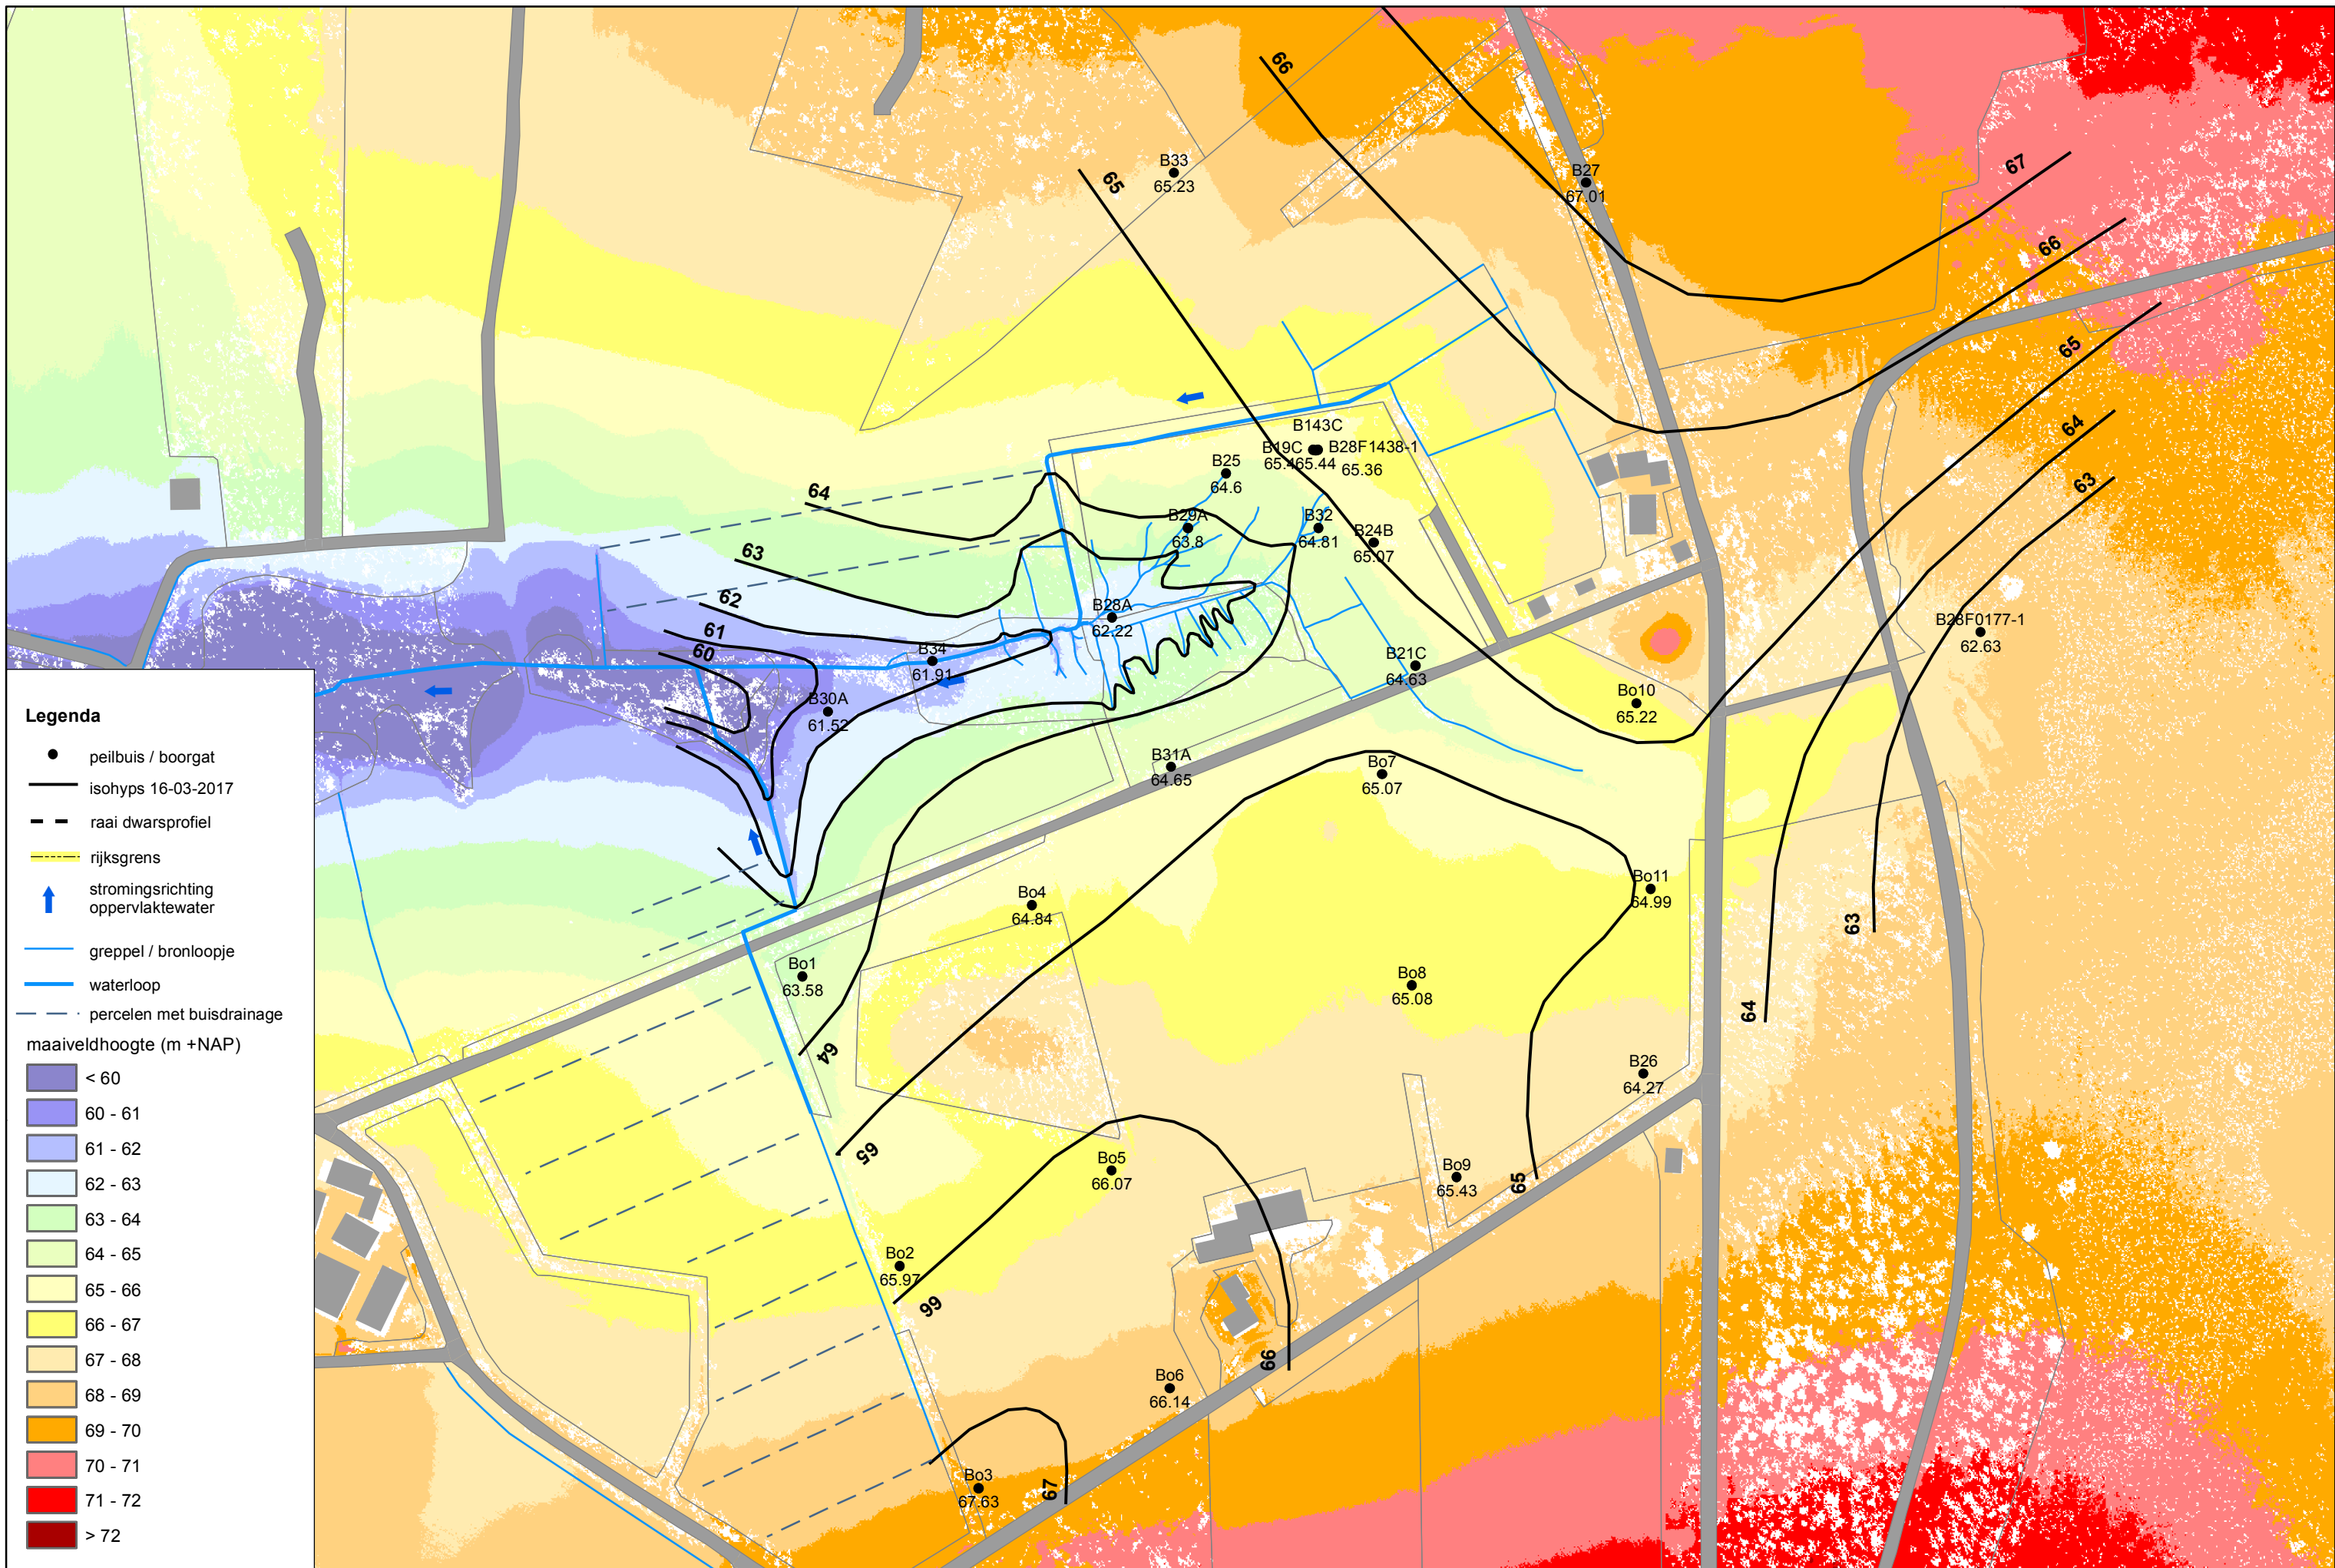 66
67
B33
65.23
65
B27
67.01
66
65
64
63
B143C
B19C
B28F1438-1
65.44
65.36
B25
64.6
64
B29A
63.8
B32
64.81
B24B
65.07
63
62
61
60
B28A
62.22
B34
61.91
B30A
61.52
B21C
64.63
B28F0177-1
62.63
Bo10
65.22
B31A
64.65
Bo7
65.07
Bo11
64.99
Bo4
64.84
63
64
Bo1
63.58
64
Bo8
65.08
B26
64.27
65
Bo5
66.07
Bo9
65.43
65
Bo2
65.97
66
66
Bo6
66.14
Bo3
67.63
67
Legenda
peilbuis / boorgat
isohyps 16-03-2017
raai dwarsprofiel
rijksgrens
stromingsrichting
oppervlaktewater
greppel / bronloopje
waterloop
percelen met buisdrainage
maaiveldhoogte (m +NAP)
< 60
60 - 61
61 - 62
62 - 63
63 - 64
64 - 65
65 - 66
66 - 67
67 - 68
68 - 69
69 - 70
70 - 71
71 - 72
> 72